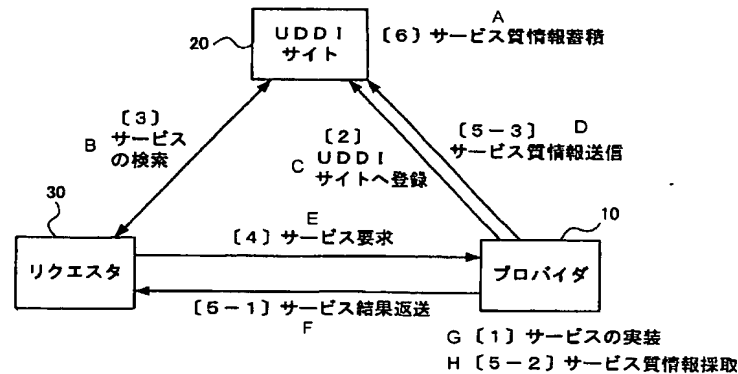 A
20
UDDI
サイト
〔6〕サービス質情報蓄積
〔3〕
B サービス
の検索
〔2〕
C UDDI
サイトへ登録
〔5-3〕 D
サービス質情報送信
30
10
E
〔4〕サービス要求
リクエスタ
プロバイダ
〔5-1〕サービス結果返送
F
G 〔1〕サービスの実装
H 〔5-2〕サービス質情報採取